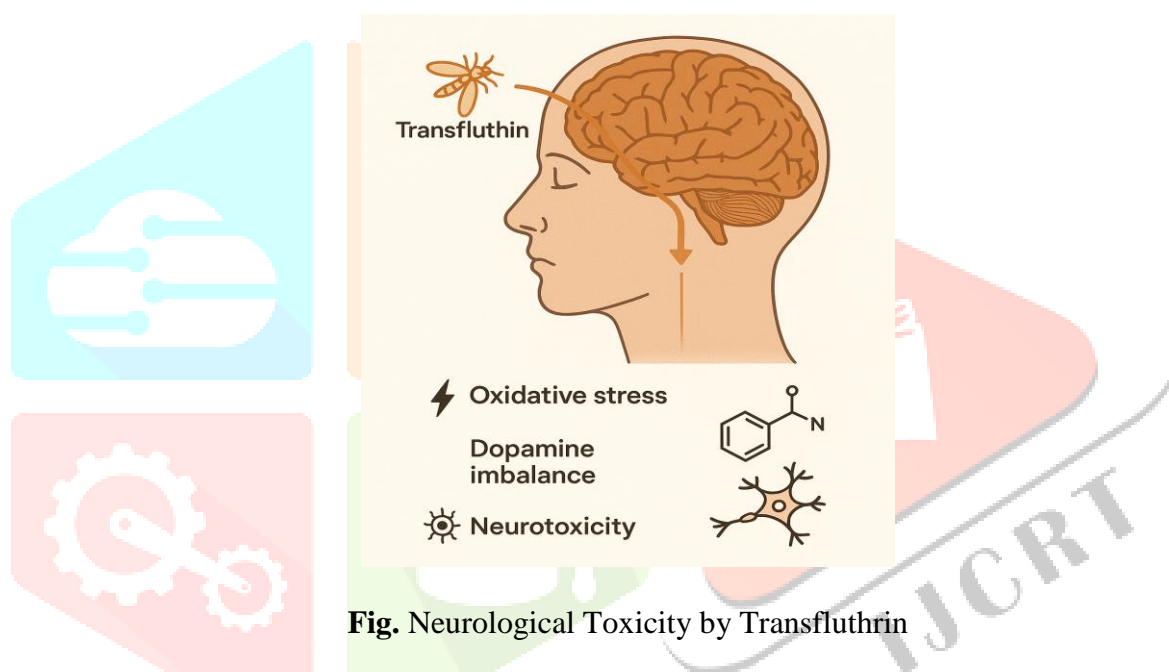 Transfluthin
Oxidative stress
Dopamine
imbalance
Neurotoxicity
O
N
Fig. Neurological Toxicity by Transfluthrin
IJCRT